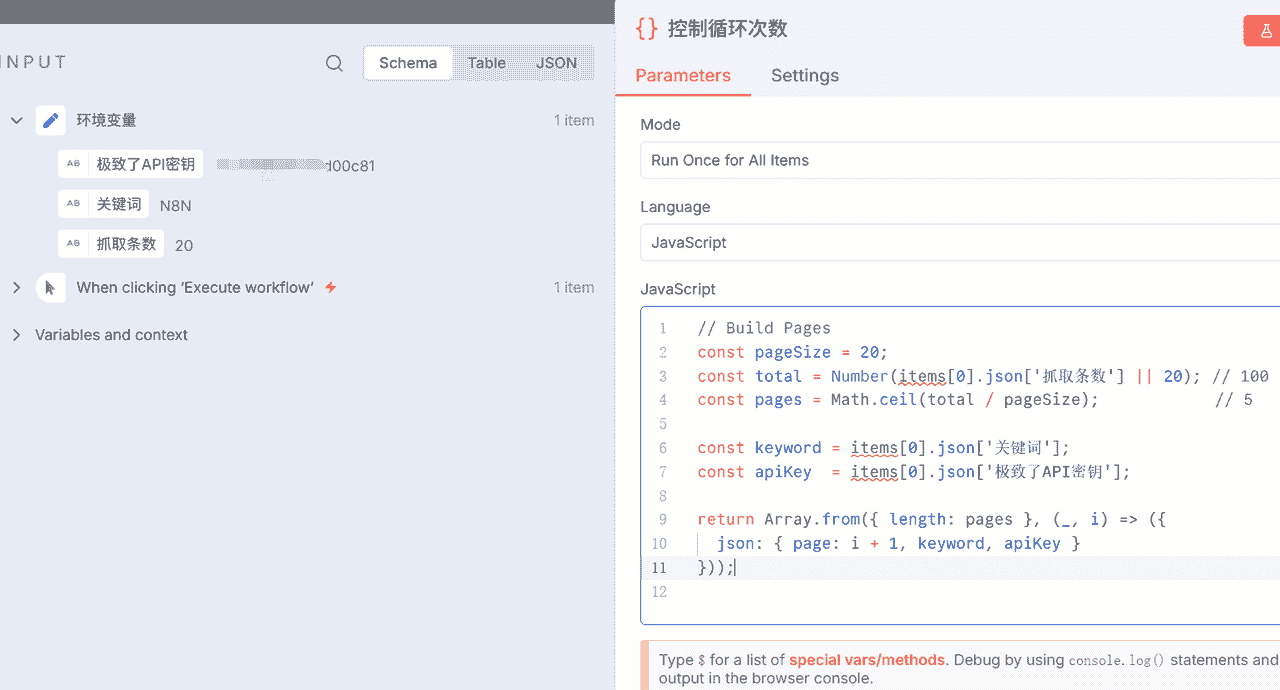 INPUT
Schema
Table
JSON
环境变量
1 item
AB 极致了API密钥 d00c81
AB 关键词 N8N
AB 抓取条数 20
When clicking ‘Execute workflow’
1 item
Variables and context
{} 控制循环次数
Parameters
Settings
Mode
Run Once for All Items
Language
JavaScript
JavaScript
1 // Build Pages
2 const pageSize = 20;
3 const total = Number(items[0].json['抓取条数'] || 20); // 100
4 const pages = Math.ceil(total / pageSize);            // 5
5
6 const keyword = items[0].json['关键词'];
7 const apiKey  = items[0].json['极致了API密钥'];
8
9 return Array.from({ length: pages }, (_, i) => ({
10   json: { page: i + 1, keyword, apiKey }
11 }));
12
Type $ for a list of special vars/methods. Debug by using console.log() statements and
output in the browser console.